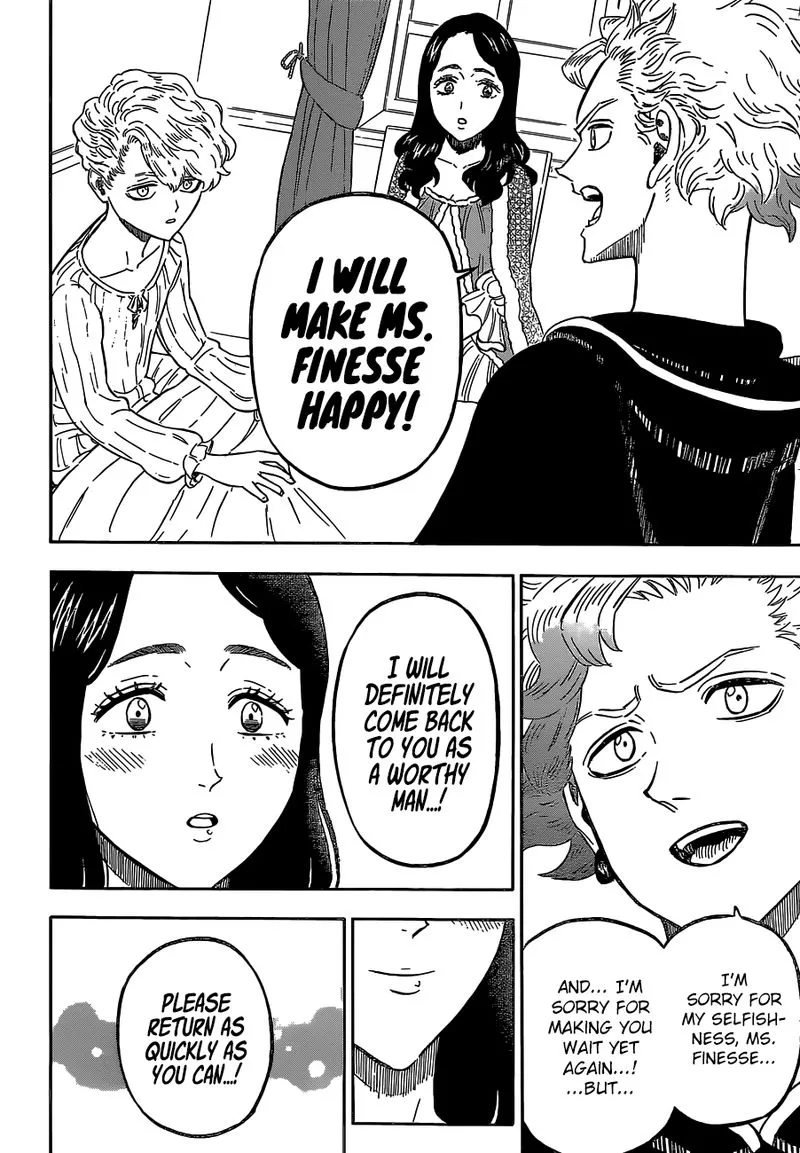 I WILL
MAKE MS.
FINESSE
HAPPY!
I'M
SORRY FOR
MY SELFISH-
NESS, MS.
FINESSE...
AND... I'M
SORRY FOR
MAKING YOU
WAIT YET
AGAIN...!
...BUT...
I WILL
DEFINITELY
COME BACK
TO YOU AS
A WORTHY
MAN...!
PLEASE
RETURN AS
QUICKLY AS
YOU CAN...!